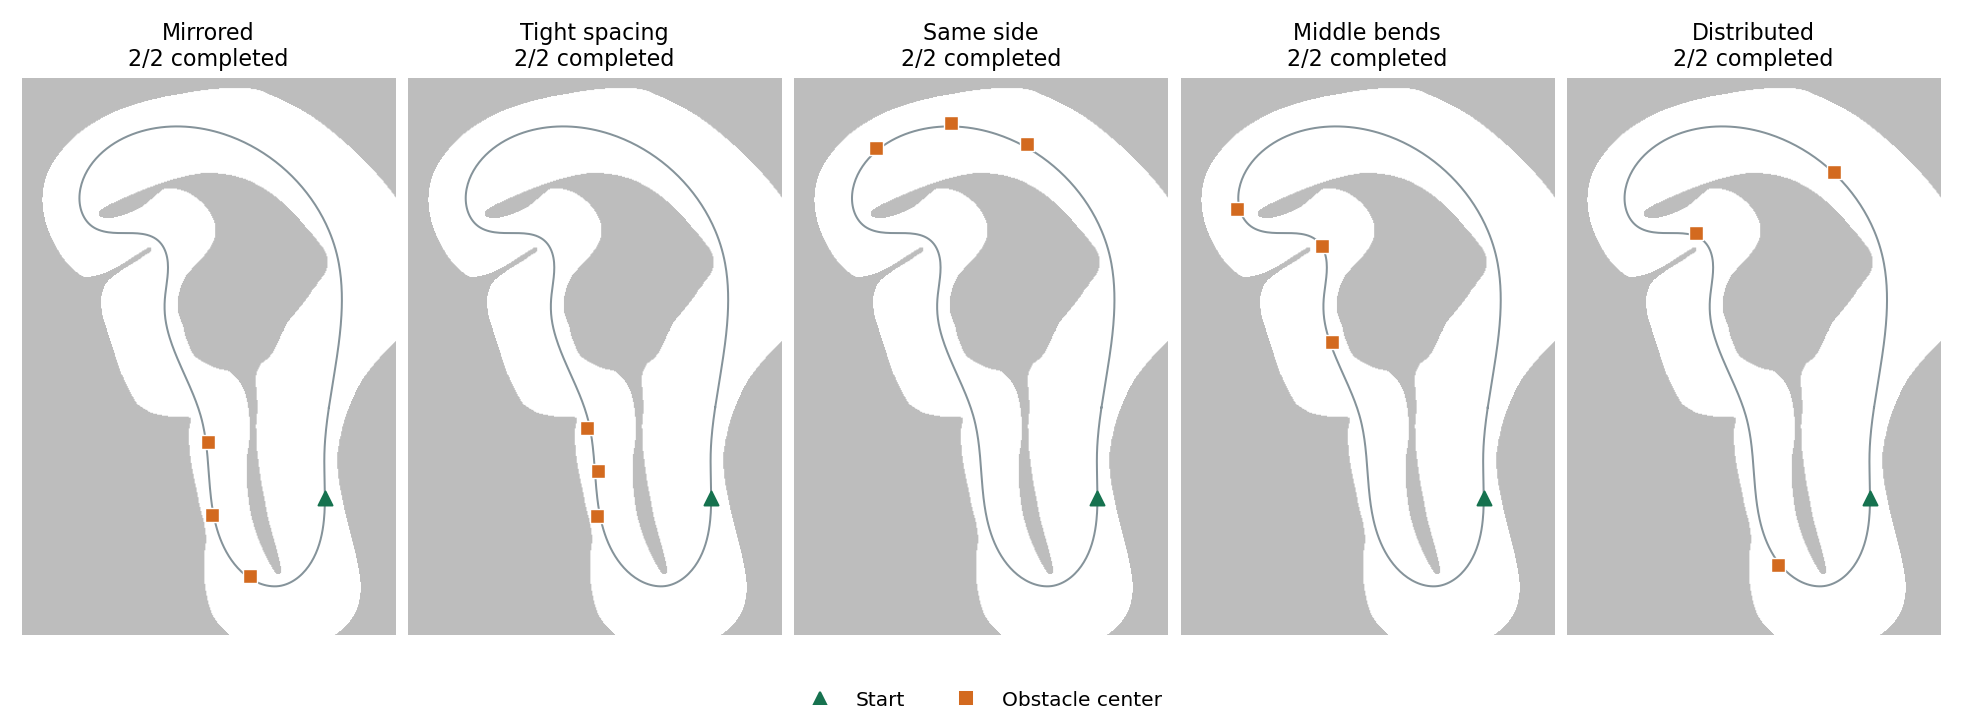 Mirrored
2/2 completed
Tight spacing
2/2 completed
Same side
2/2 completed
Middle bends
2/2 completed
Distributed
2/2 completed
Start
Obstacle center